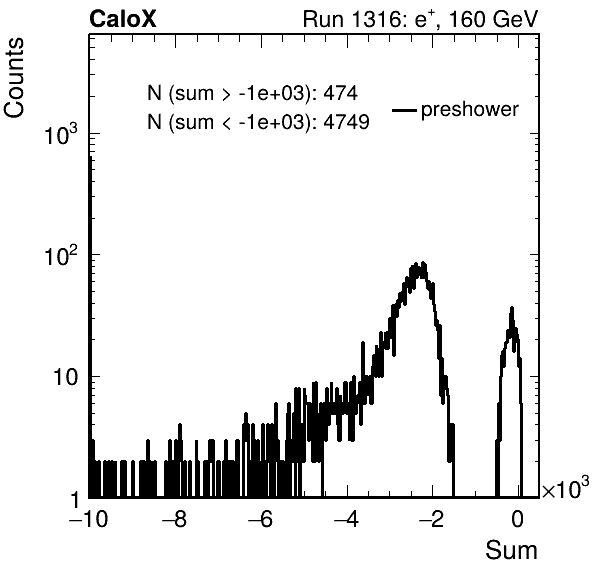 CaloX Run 1316: e⁺, 160 GeV
Counts
N (sum > -1e+03): 474
N (sum < -1e+03): 4749
preshower
10³
10²
10
1
−10 −8 −6 −4 −2 0
×10³
Sum